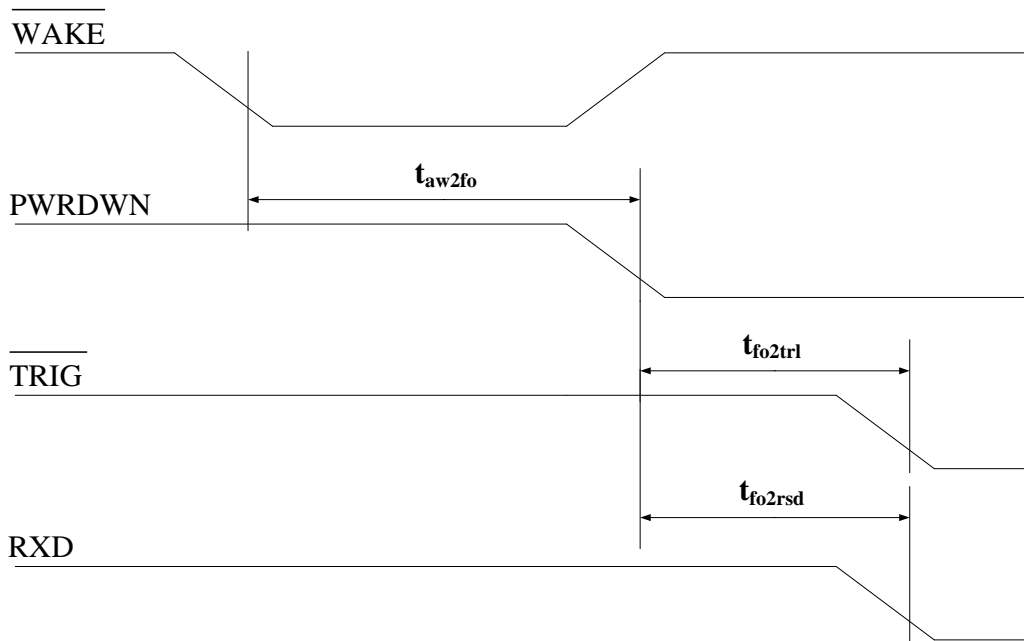 WAKE
t_aw2fo
PWRDWN
t_fo2trl
TRIG
t_fo2rsd
RXD